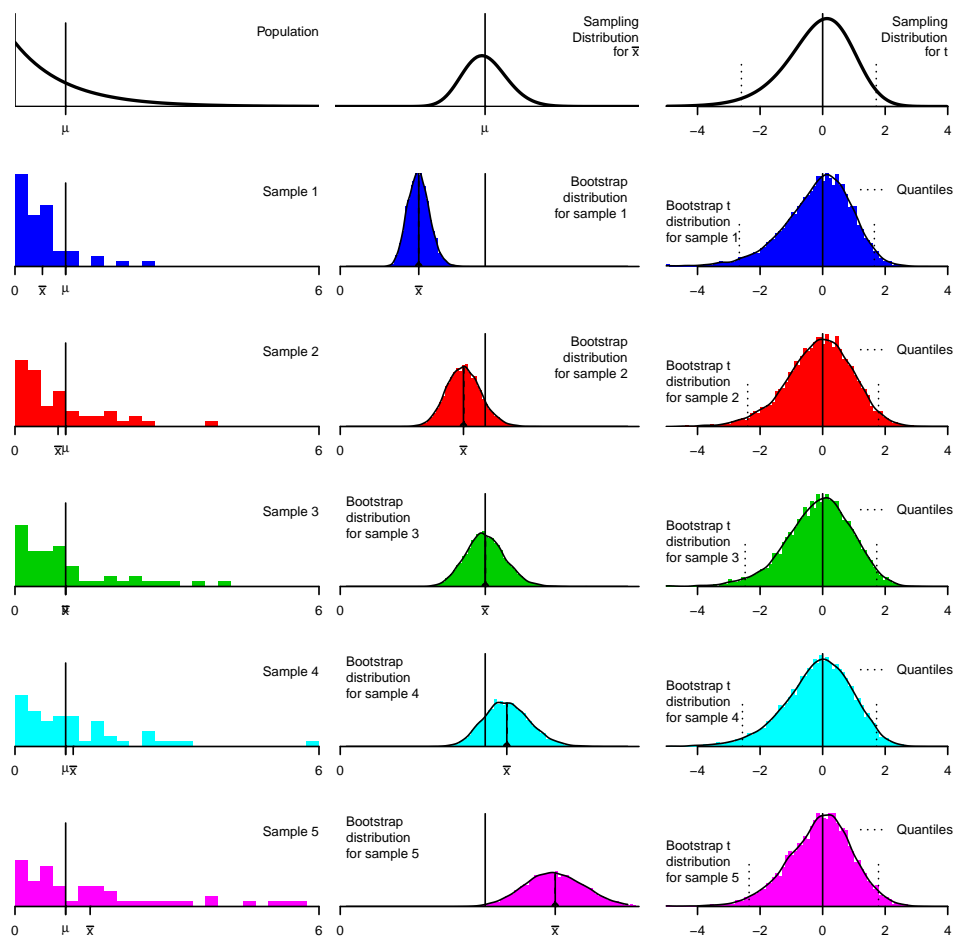 Population
μ
Sampling
Distribution
for x̅
μ
Sampling
Distribution
for t
−4 −2 0 2 4
Sample 1
0 x̅ μ 6
Bootstrap
distribution
for sample 1
0 x̅
Bootstrap t
distribution
for sample 1
Quantiles
−4 −2 0 2 4
Sample 2
0 x̅ μ 6
Bootstrap
distribution
for sample 2
0 x̅
Bootstrap t
distribution
for sample 2
Quantiles
−4 −2 0 2 4
Sample 3
0 6
Bootstrap
distribution
for sample 3
0 x̅
Bootstrap t
distribution
for sample 3
Quantiles
−4 −2 0 2 4
Sample 4
0 μ x̅ 6
Bootstrap
distribution
for sample 4
0 x̅
Bootstrap t
distribution
for sample 4
Quantiles
−4 −2 0 2 4
Sample 5
0 μ x̅ 6
Bootstrap
distribution
for sample 5
0 x̅
Bootstrap t
distribution
for sample 5
Quantiles
−4 −2 0 2 4